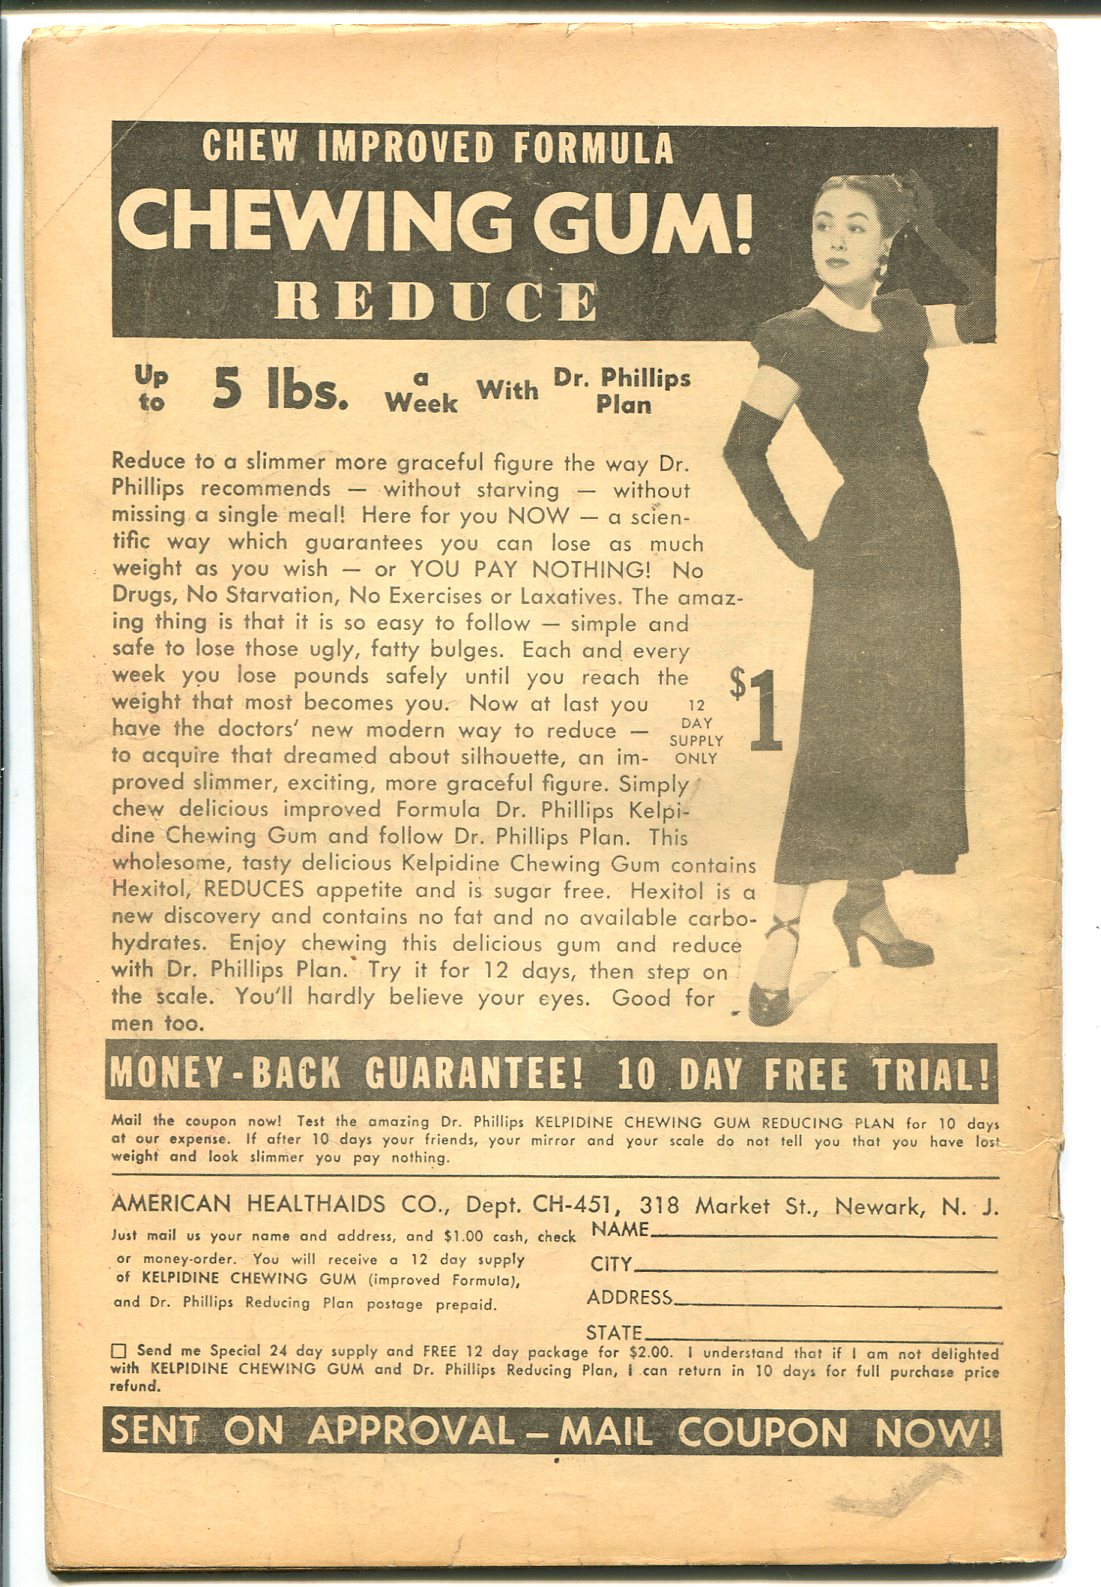 CHEW IMPROVED FORMULA
CHEWING GUM!
REDUCE
Up to 5 lbs. a Week With Dr. Phillips Plan
Reduce to a slimmer more graceful figure the way Dr.
Phillips recommends — without starving — without
missing a single meal! Here for you NOW — a scien-
tific way which guarantees you can lose as much
weight as you wish — or YOU PAY NOTHING! No
Drugs, No Starvation, No Exercises or Laxatives. The amaz-
ing thing is that it is so easy to follow — simple and
safe to lose those ugly, fatty bulges. Each and every
week you lose pounds safely until you reach the
weight that most becomes you. Now at last you
have the doctors' new modern way to reduce —
to acquire that dreamed about silhouette, an im-
proved slimmer, exciting, more graceful figure. Simply
chew delicious improved Formula Dr. Phillips Kelpi-
dine Chewing Gum and follow Dr. Phillips Plan. This
wholesome, tasty delicious Kelpidine Chewing Gum contains
Hexitol, REDUCES appetite and is sugar free. Hexitol is a
new discovery and contains no fat and no available carbo-
hydrates. Enjoy chewing this delicious gum and reduce
with Dr. Phillips Plan. Try it for 12 days, then step on
the scale. You'll hardly believe your eyes. Good for
men too.
12
DAY
SUPPLY
ONLY
$1
MONEY-BACK GUARANTEE! 10 DAY FREE TRIAL!
Mail the coupon now! Test the amazing Dr. Phillips KELPIDINE CHEWING GUM REDUCING PLAN for 10 days
at our expense. If after 10 days your friends, your mirror and your scale do not tell you that you have lost
weight and look slimmer you pay nothing.
AMERICAN HEALTHAIDS CO., Dept. CH-451, 318 Market St., Newark, N. J.
Just mail us your name and address, and $1.00 cash, check
or money-order. You will receive a 12 day supply
of KELPIDINE CHEWING GUM (improved Formula),
and Dr. Phillips Reducing Plan postage prepaid.
NAME
CITY
ADDRESS
STATE
☐ Send me Special 24 day supply and FREE 12 day package for $2.00. I understand that if I am not delighted
with KELPIDINE CHEWING GUM and Dr. Phillips Reducing Plan, I can return in 10 days for full purchase price
refund.
SENT ON APPROVAL — MAIL COUPON NOW!